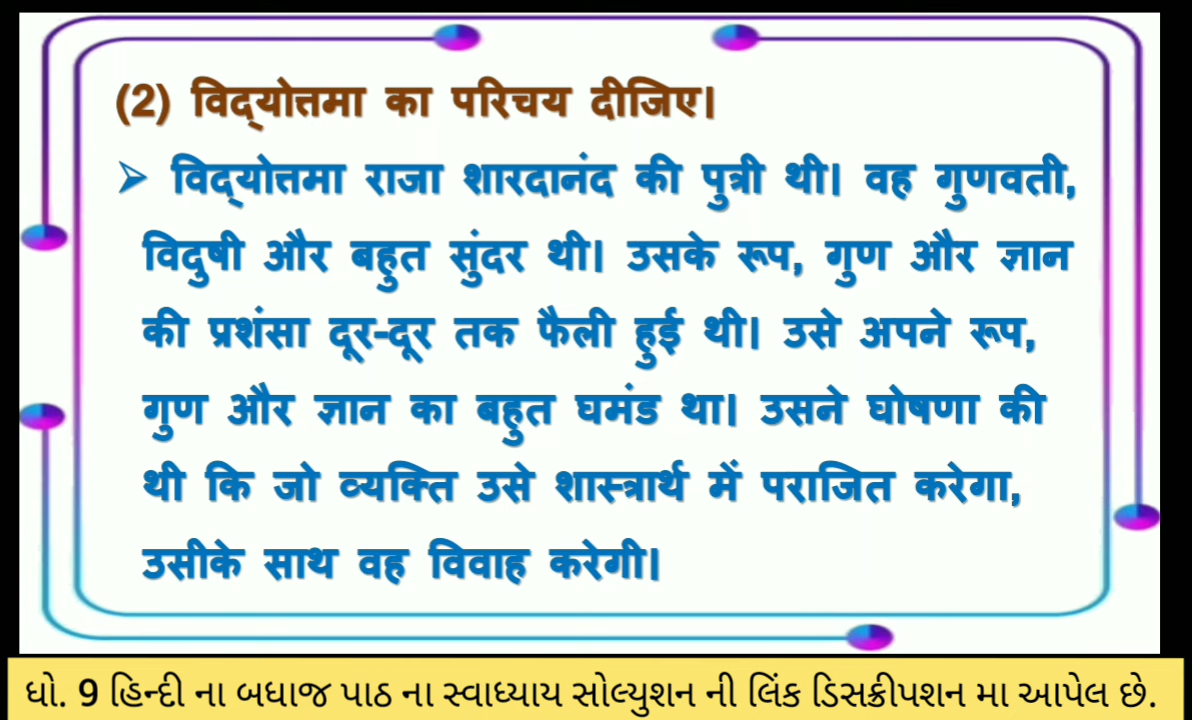 (2) विद्योत्तमा का परिचय दीजिए।
➢ विद्योत्तमा राजा शारदानंद की पुत्री थी। वह गुणवती,
विदुषी और बहुत सुंदर थी। उसके रूप, गुण और ज्ञान
की प्रशंसा दूर-दूर तक फैली हुई थी। उसे अपने रूप,
गुण और ज्ञान का बहुत घमंड था। उसने घोषणा की
थी कि जो व्यक्ति उसे शास्त्रार्थ में पराजित करेगा,
उसीके साथ वह विवाह करेगी।
ધો. 9 હિન્દી ના બધાજ પાઠ ના સ્વાધ્યાય સોલ્યુશન ની લિંક ડિસક્રીપશન મા આપેલ છે.